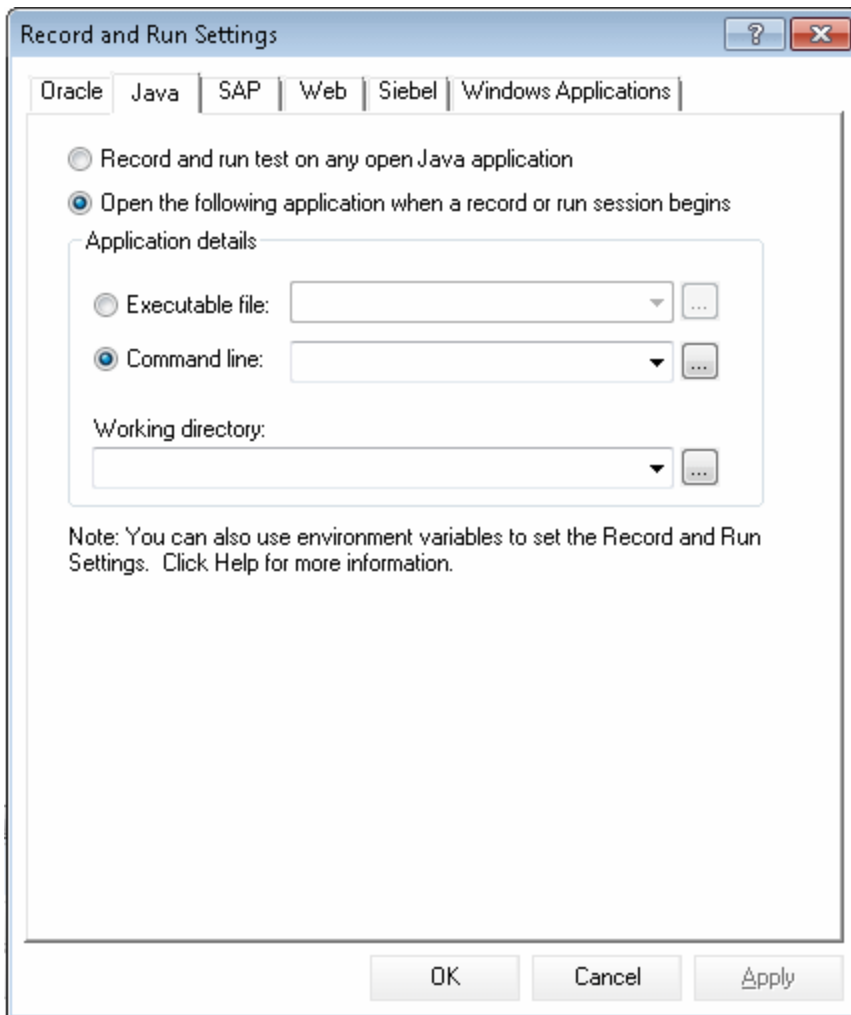 Record and Run Settings
Oracle Java SAP Web Siebel Windows Applications
Record and run test on any open Java application
Open the following application when a record or run session begins
Application details
Executable file:
...
Command line:
...
Working directory:
...
Note: You can also use environment variables to set the Record and Run
Settings. Click Help for more information.
OK Cancel Apply